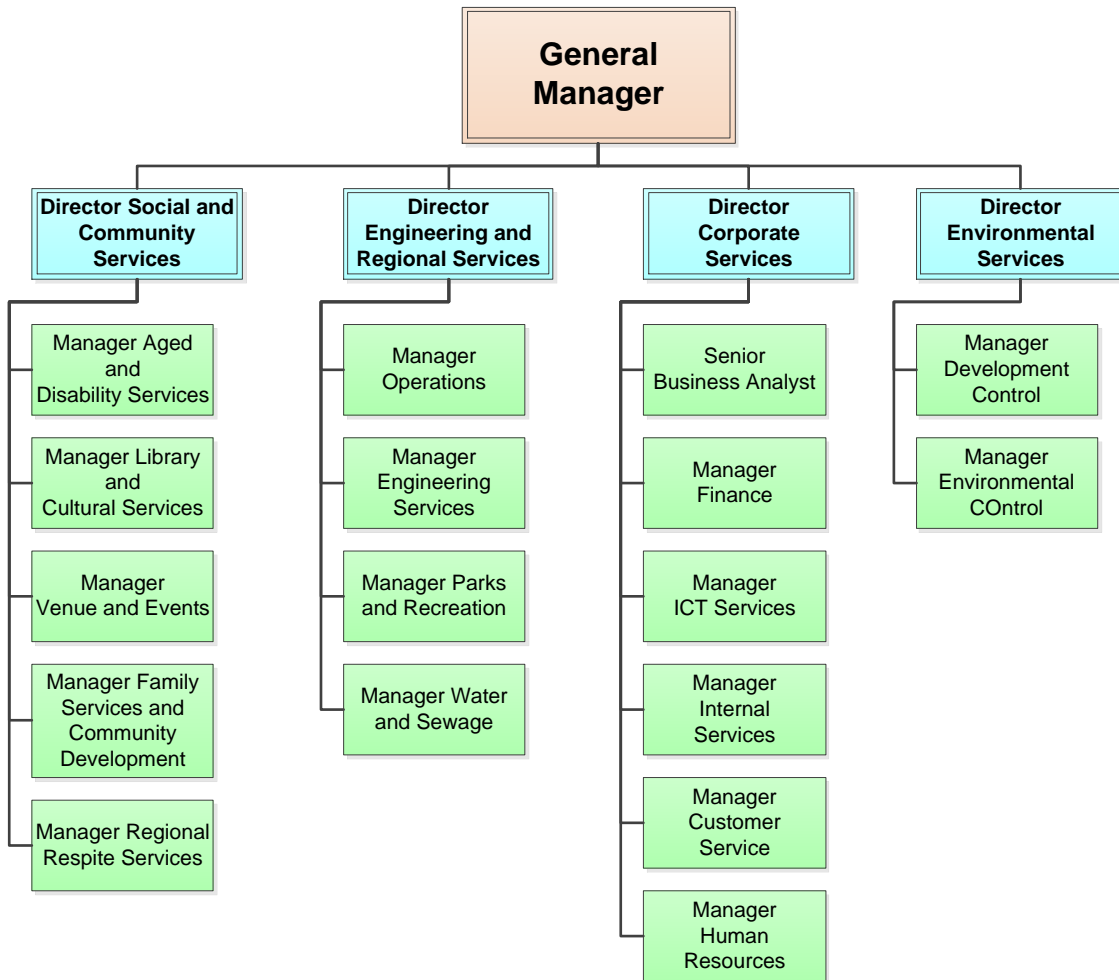 General
Manager
Director Social and
Community
Services
Manager Aged
and
Disability Services
Manager Library
and
Cultural Services
Manager
Venue and Events
Manager Family
Services and
Community
Development
Manager Regional
Respite Services
Director
Engineering and
Regional Services
Manager
Operations
Manager
Engineering
Services
Manager Parks
and Recreation
Manager Water
and Sewage
Director
Corporate
Services
Senior
Business Analyst
Manager
Finance
Manager
ICT Services
Manager
Internal
Services
Manager
Customer
Service
Manager
Human
Resources
Director
Environmental
Services
Manager
Development
Control
Manager
Environmental
COntrol